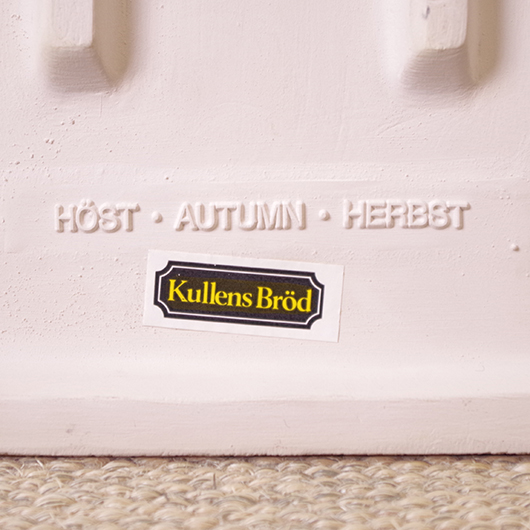 HÖST · AUTUMN · HERBST
Kullens Bröd